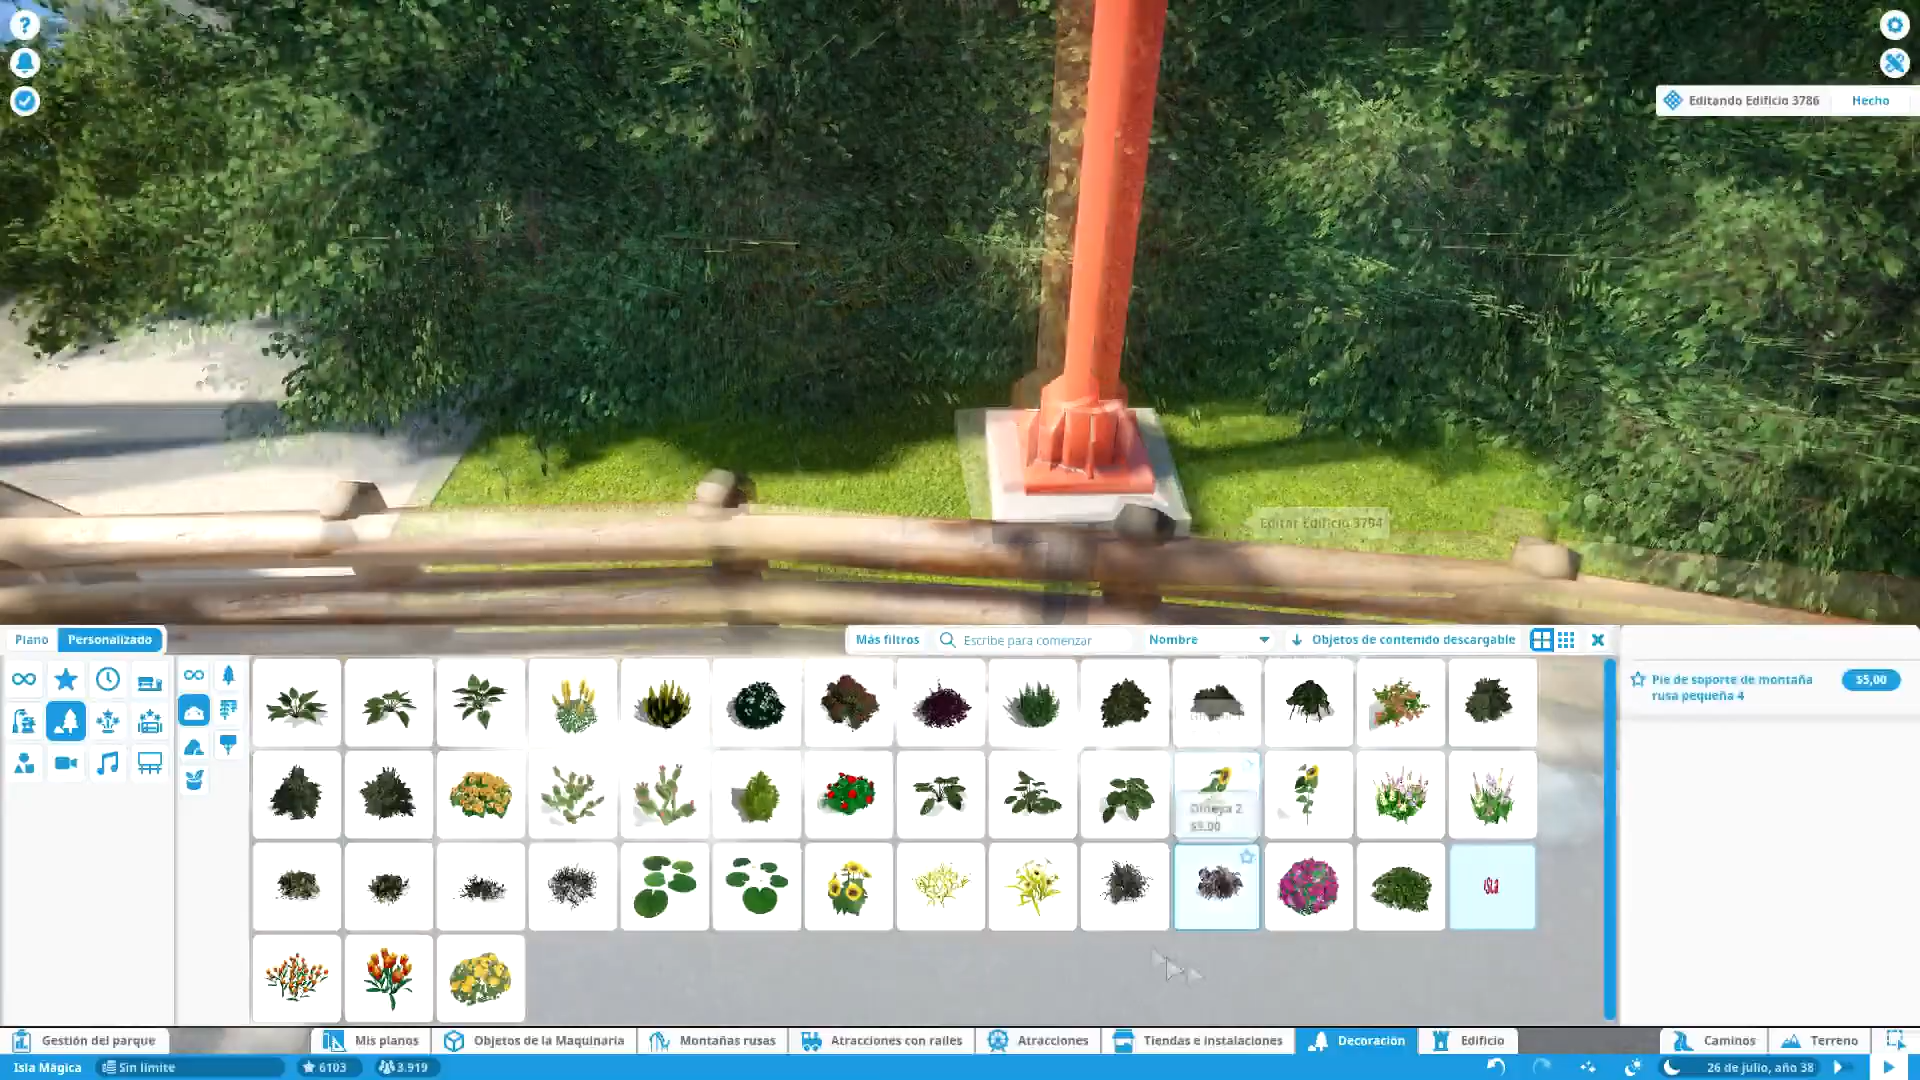 ?
Editando Edificio 3786
Hecho
Editar Edificio 3794
Plano
Personalizado
Más filtros
Escribe para comenzar
Nombre
Objetos de contenido descargable
Pie de soporte de montaña
rusa pequeña 4
$5,00
ISLA
Gestión del parque
Mis planos
Objetos de la Maquinaria
Montañas rusas
Atracciones con raíles
Atracciones
Tiendas e instalaciones
Decoración
Edificio
Caminos
Terreno
Isla Mágica
Sin límite
6103
3.919
26 de julio, año 38